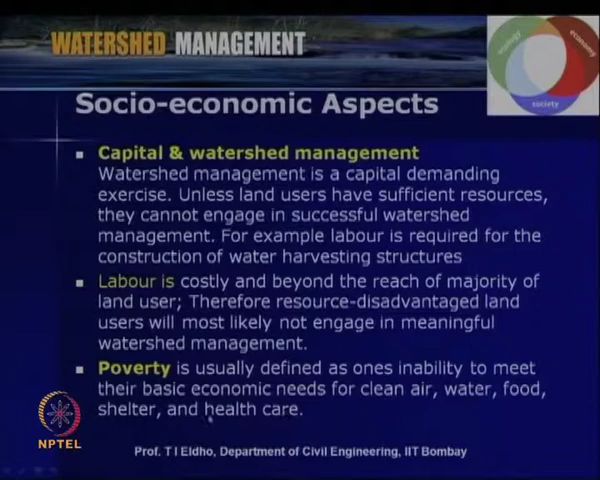 WATERSHED MANAGEMENT
ecology
economy
society
Socio-economic Aspects
Capital & watershed management
Watershed management is a capital demanding
exercise. Unless land users have sufficient resources,
they cannot engage in successful watershed
management. For example labour is required for the
construction of water harvesting structures
Labour is costly and beyond the reach of majority of
land user; Therefore resource-disadvantaged land
users will most likely not engage in meaningful
watershed management.
Poverty is usually defined as ones inability to meet
their basic economic needs for clean air, water, food,
shelter, and health care.
NPTEL
Prof. T I Eldho, Department of Civil Engineering, IIT Bombay